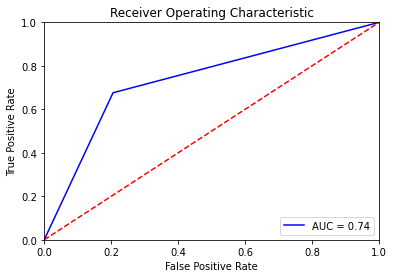 Receiver Operating Characteristic
True Positive Rate
1.0
0.8
0.6
0.4
0.2
0.0
AUC = 0.74
0.0 0.2 0.4 0.6 0.8 1.0
False Positive Rate